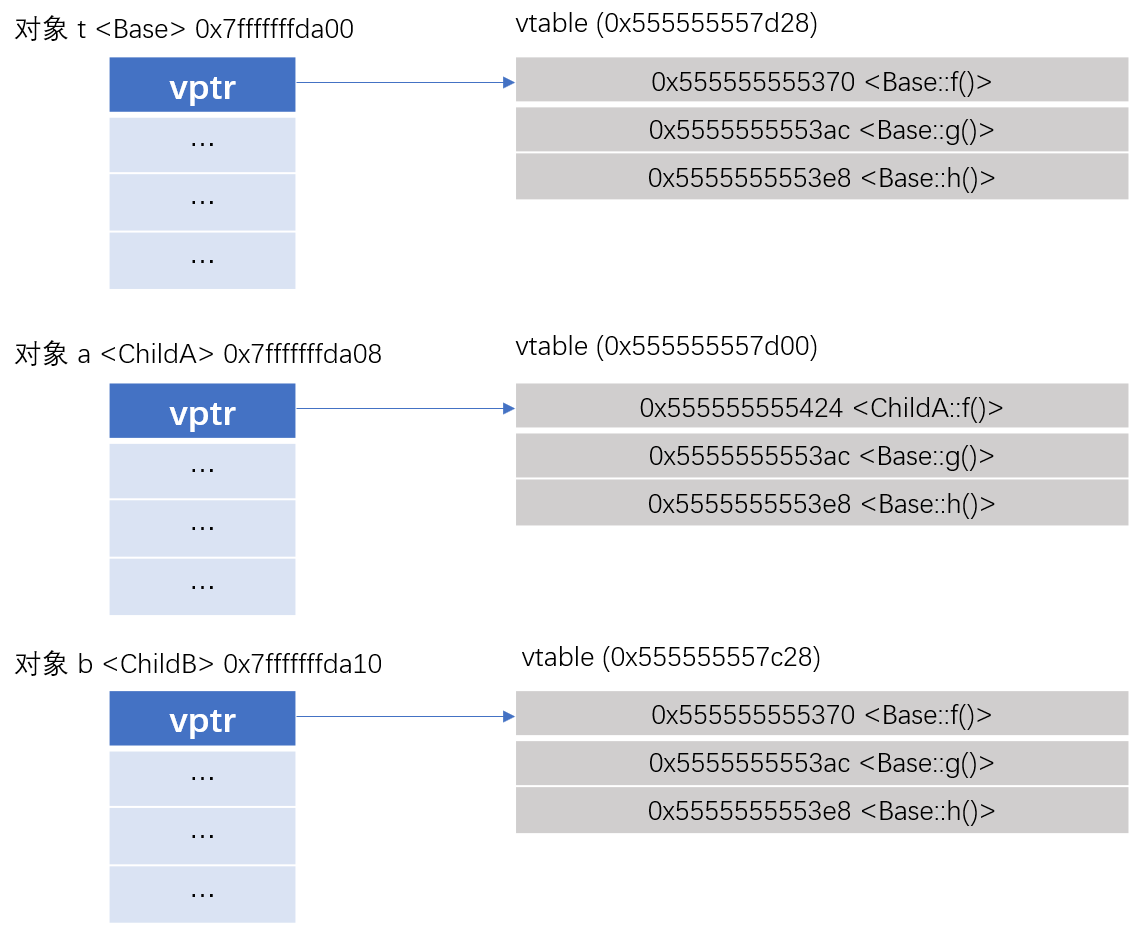 对象 t <Base> 0x7fffffffda00
vtable (0x555555557d28)
vptr
0x555555555370 <Base::f()>
...
0x5555555553ac <Base::g()>
...
0x5555555553e8 <Base::h()>
...
对象 a <ChildA> 0x7fffffffda08
vtable (0x555555557d00)
vptr
0x555555555424 <ChildA::f()>
...
0x5555555553ac <Base::g()>
...
0x5555555553e8 <Base::h()>
...
对象 b <ChildB> 0x7fffffffda10
vtable (0x555555557c28)
vptr
0x555555555370 <Base::f()>
...
0x5555555553ac <Base::g()>
...
0x5555555553e8 <Base::h()>
...